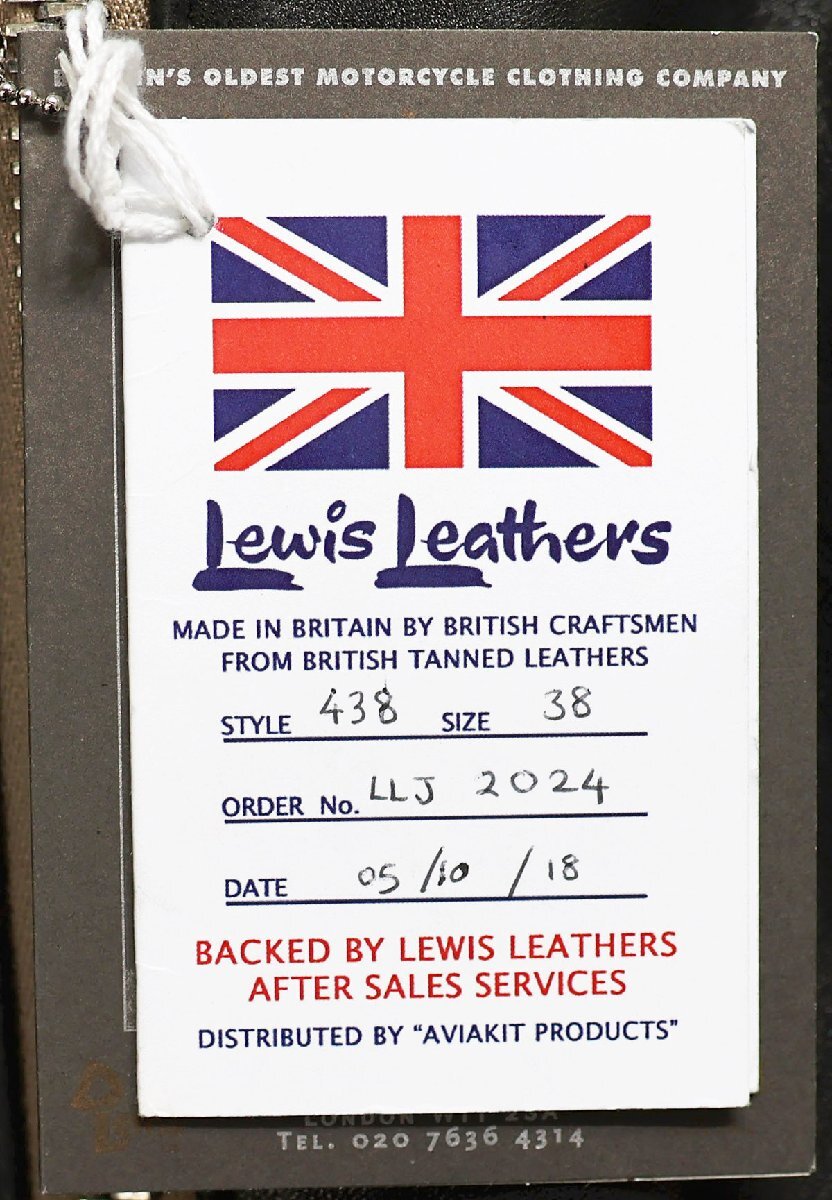 OLDEST MOTORCYCLE CLOTHING COMPANY
Lewis Leathers
MADE IN BRITAIN BY BRITISH CRAFTSMEN
FROM BRITISH TANNED LEATHERS
STYLE 438 SIZE 38
ORDER No. LLJ 2024
DATE 05/10/18
BACKED BY LEWIS LEATHERS
AFTER SALES SERVICES
DISTRIBUTED BY "AVIAKIT PRODUCTS"
LONDON
TEL. 020 7636 4314